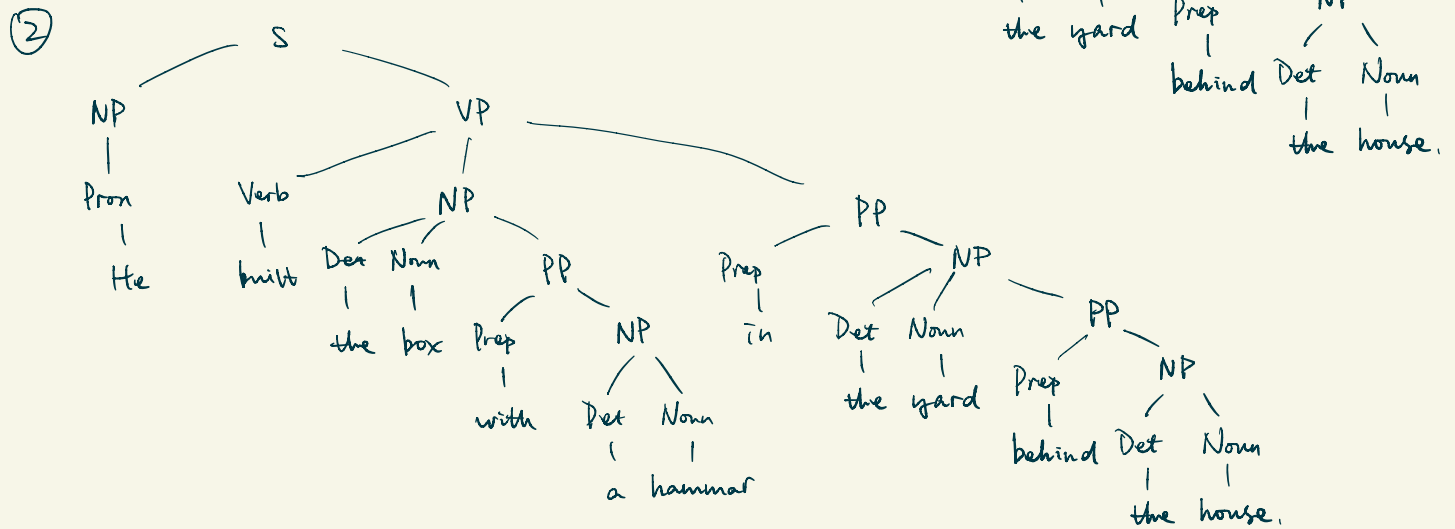 ② S
the yard Prep NP
behind Det Noun
the house.
NP VP
Pron Verb NP PP
He built Det Noun PP Prep NP
the box Prep NP in Det Noun PP
with Det Noun the yard Prep NP
a hammar behind Det Noun
the house.